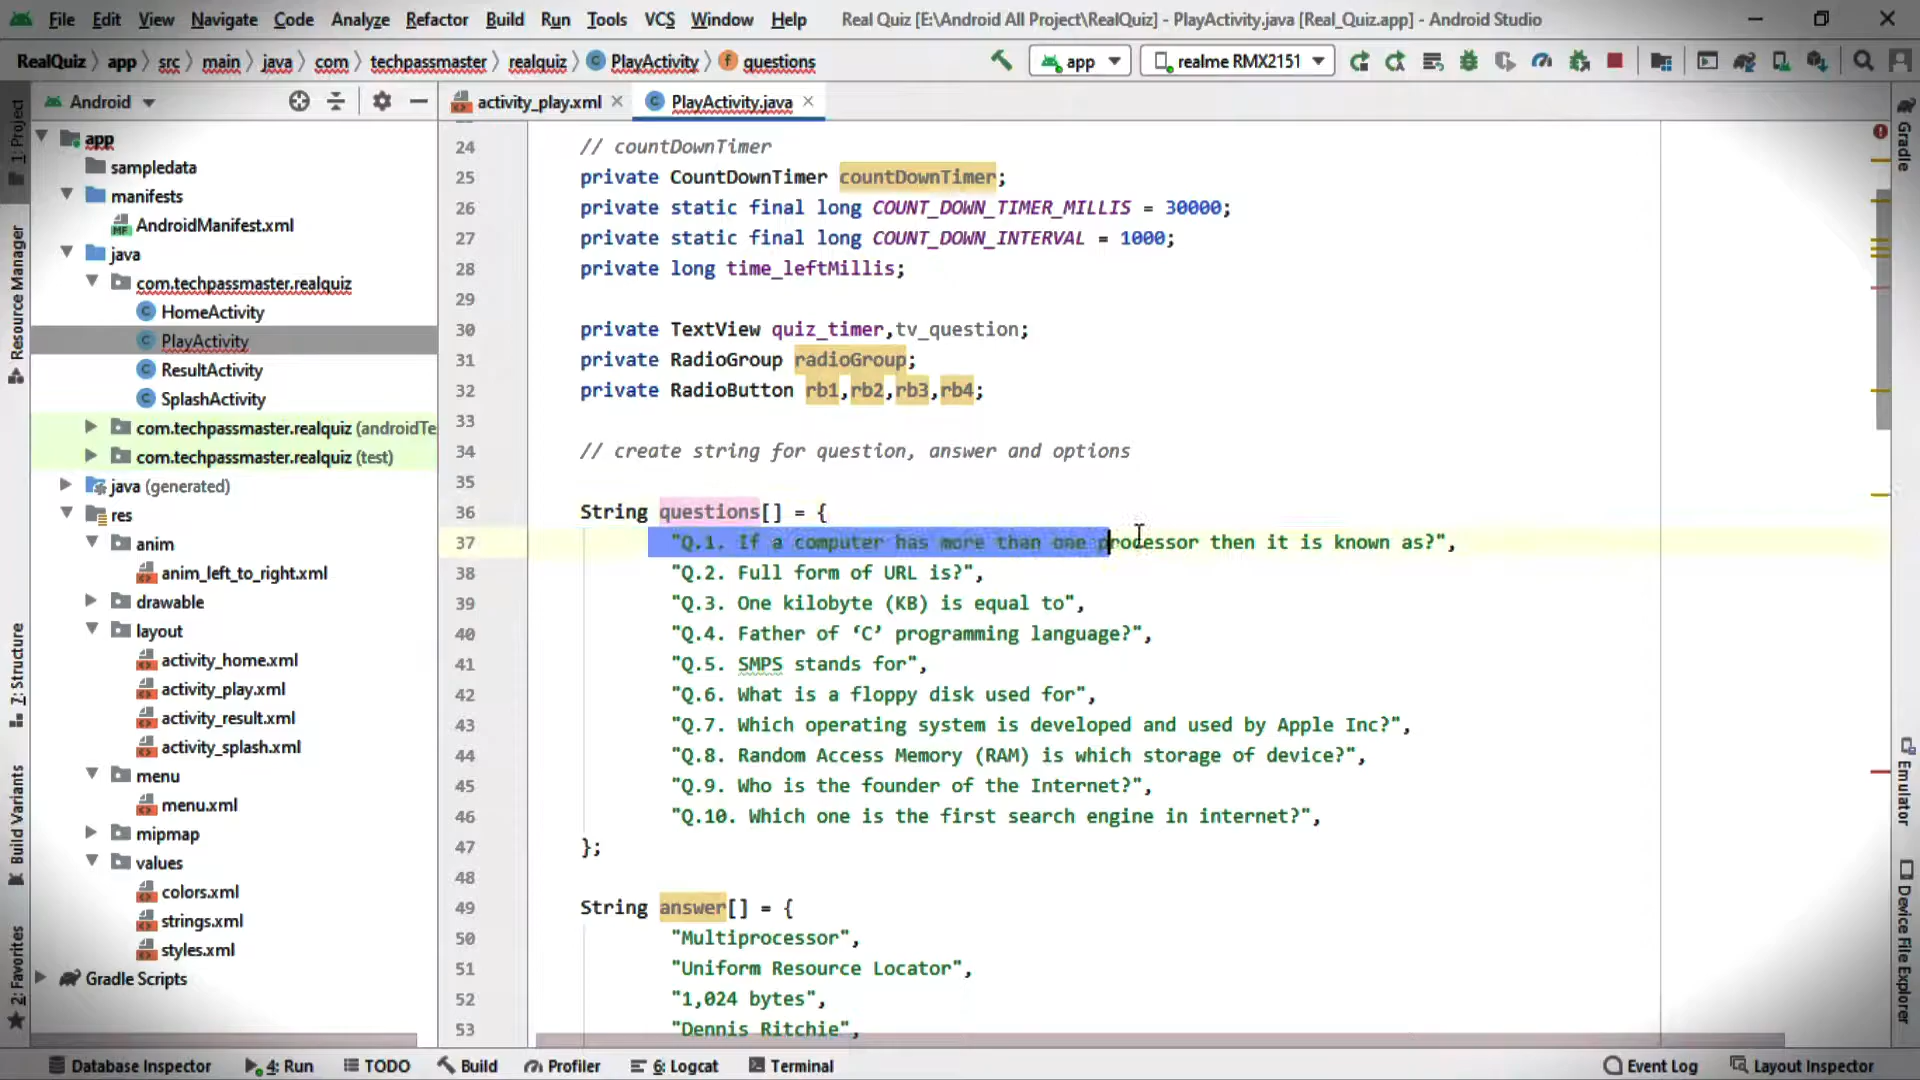 File Edit View Navigate Code Analyze Refactor Build Run Tools VCS Window Help Real Quiz [E:\Android All Project\RealQuiz] - PlayActivity.java [Real_Quiz.app] - Android Studio
RealQuiz app src main java com techpassmaster realquiz PlayActivity questions app realme RMX2151
Android activity_play.xml PlayActivity.java
1: Project
Resource Manager
7: Structure
Build Variants
2: Favorites
app
sampledata
manifests
AndroidManifest.xml
java
com.techpassmaster.realquiz
HomeActivity
PlayActivity
ResultActivity
SplashActivity
com.techpassmaster.realquiz (androidTe
com.techpassmaster.realquiz (test)
java (generated)
res
anim
anim_left_to_right.xml
drawable
layout
activity_home.xml
activity_play.xml
activity_result.xml
activity_splash.xml
menu
menu.xml
mipmap
values
colors.xml
strings.xml
styles.xml
Gradle Scripts
24 // countDownTimer
25 private CountDownTimer countDownTimer;
26 private static final long COUNT_DOWN_TIMER_MILLIS = 30000;
27 private static final long COUNT_DOWN_INTERVAL = 1000;
28 private long time_leftMillis;
29
30 private TextView quiz_timer,tv_question;
31 private RadioGroup radioGroup;
32 private RadioButton rb1,rb2,rb3,rb4;
33
34 // create string for question, answer and options
35
36 String questions[] = {
37 "Q.1. If a computer has more than one processor then it is known as?",
38 "Q.2. Full form of URL is?",
39 "Q.3. One kilobyte (KB) is equal to",
40 "Q.4. Father of ‘C’ programming language?",
41 "Q.5. SMPS stands for",
42 "Q.6. What is a floppy disk used for",
43 "Q.7. Which operating system is developed and used by Apple Inc?",
44 "Q.8. Random Access Memory (RAM) is which storage of device?",
45 "Q.9. Who is the founder of the Internet?",
46 "Q.10. Which one is the first search engine in internet?",
47 };
48
49 String answer[] = {
50 "Multiprocessor",
51 "Uniform Resource Locator",
52 "1,024 bytes",
53 "Dennis Ritchie",
Gradle
Emulator
Device File Explorer
Database Inspector 4: Run TODO Build Profiler 6: Logcat Terminal Event Log Layout Inspector